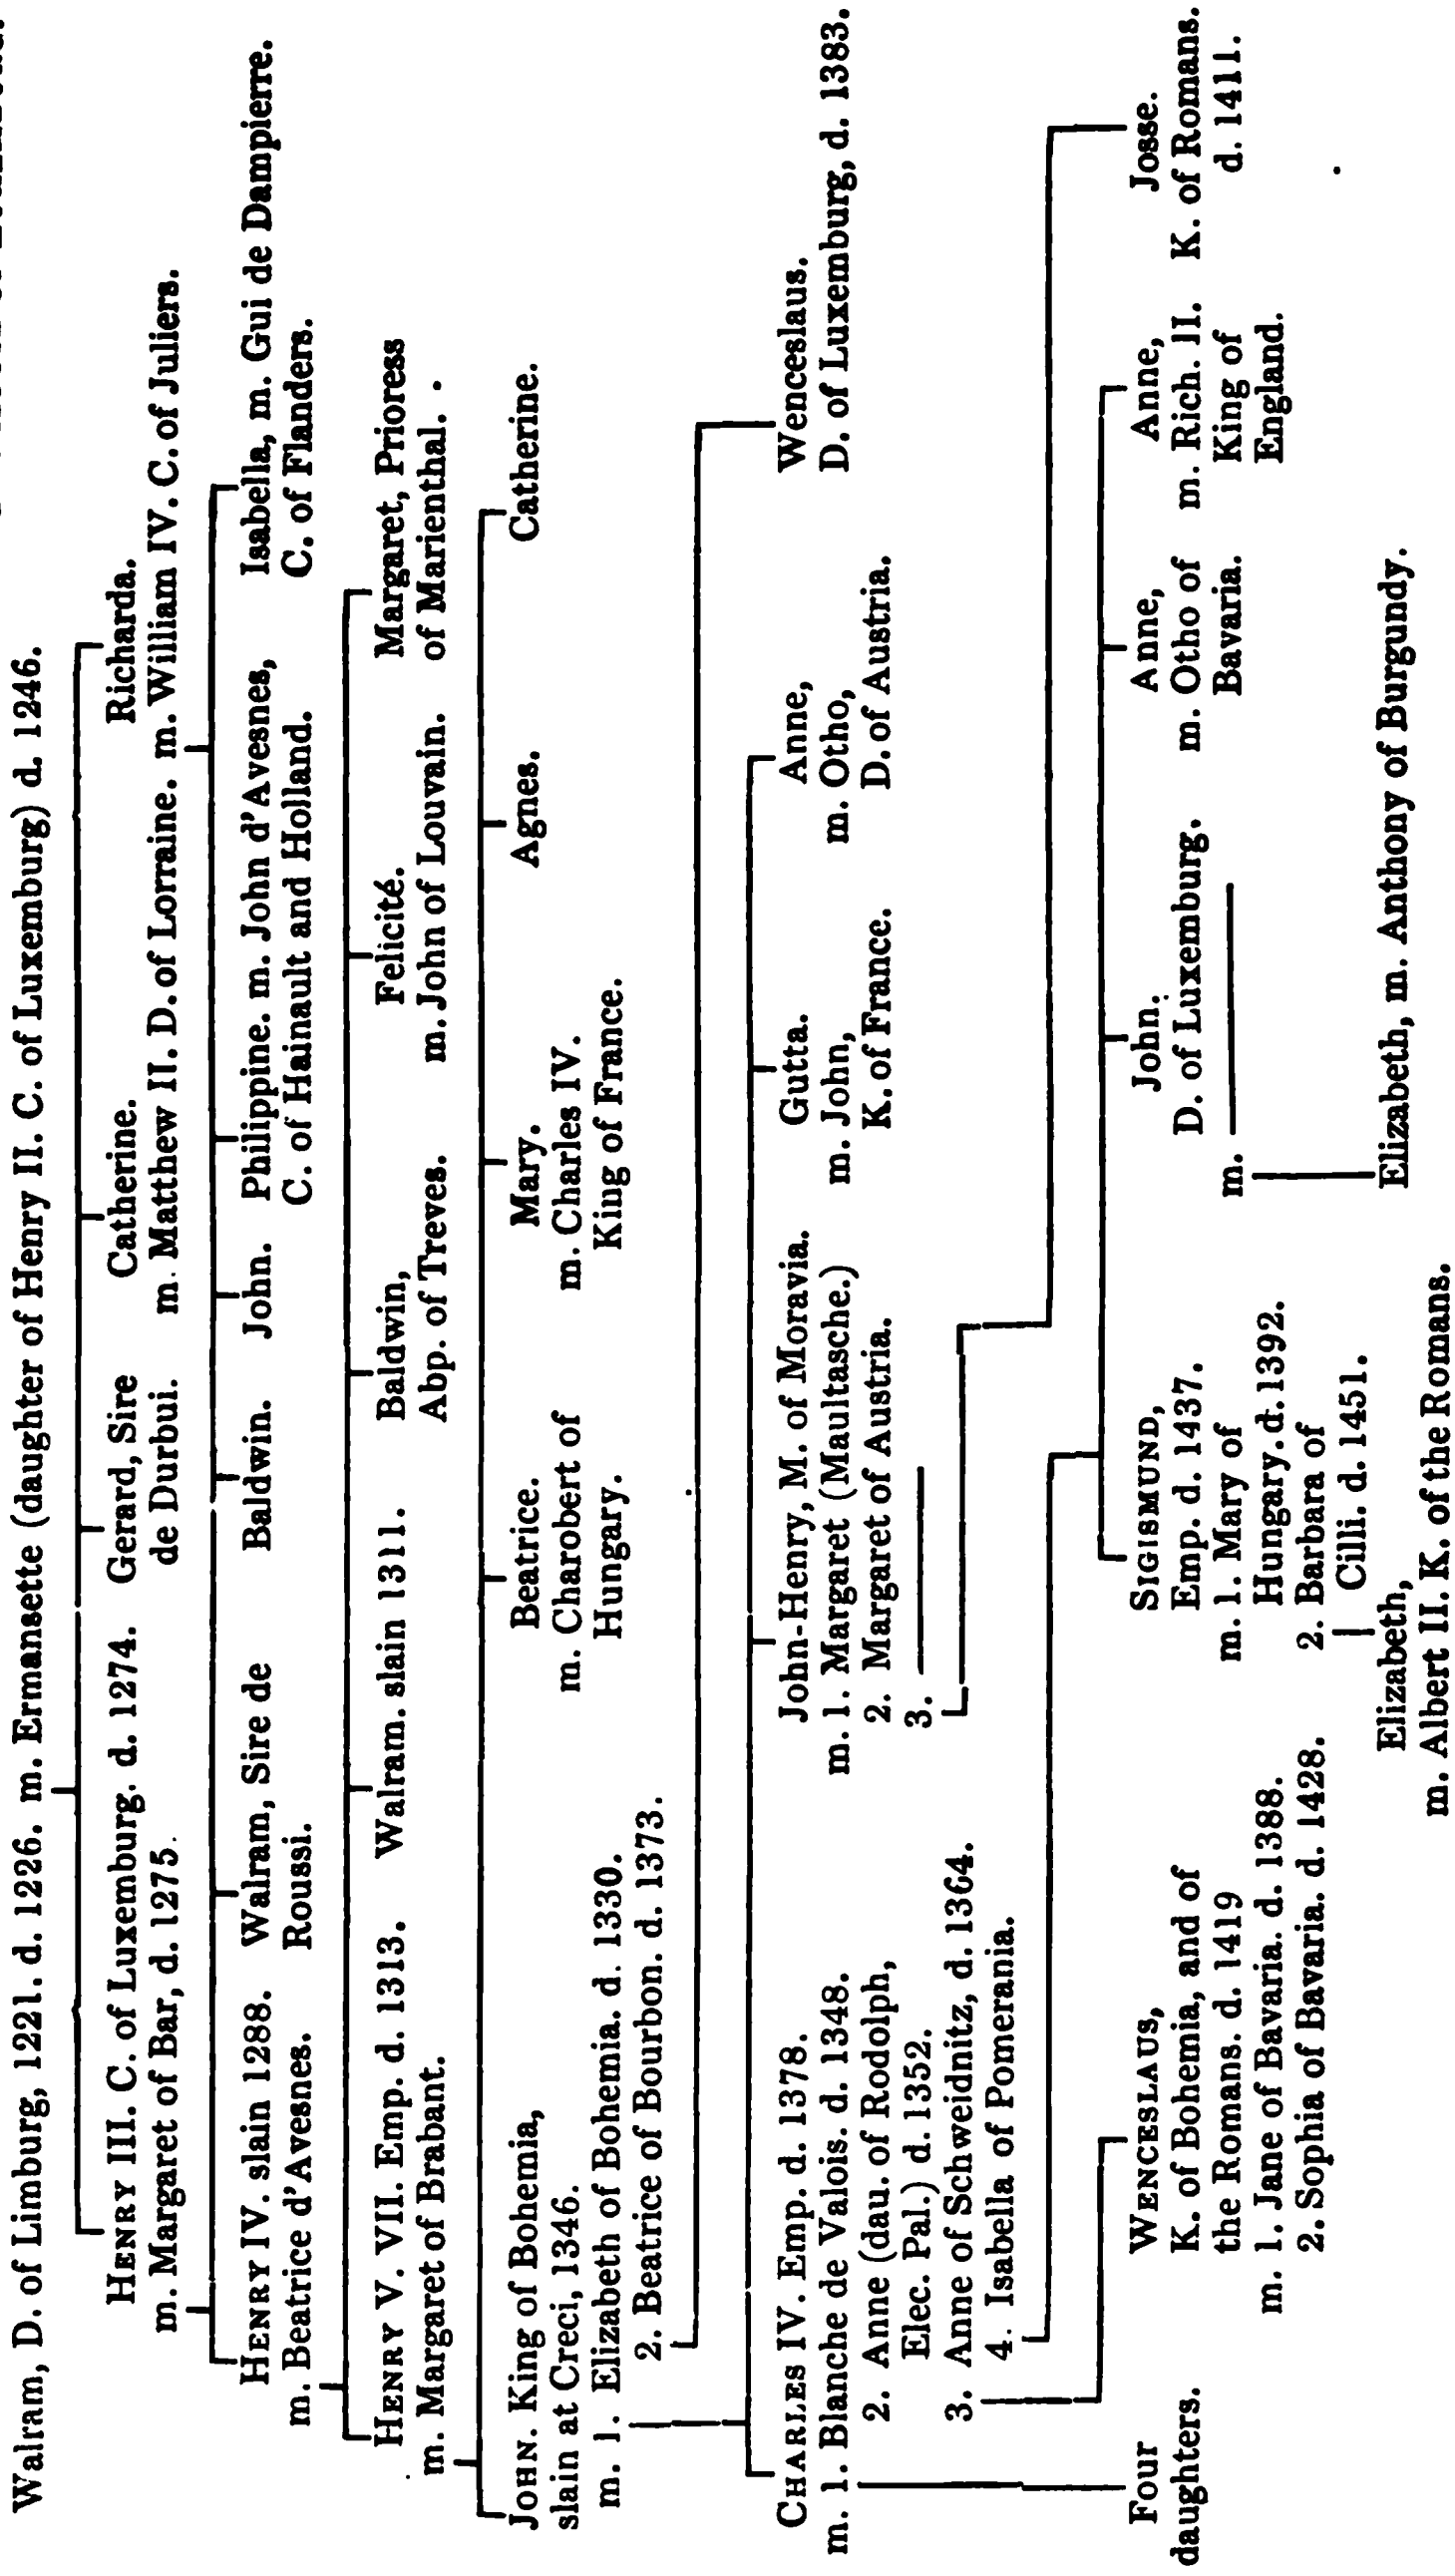 Walram, D. of Limburg, 1221. d. 1226. m. Ermansette (daughter of Henry II. C. of Luxemburg) d. 1246.
HENRY III. C. of Luxemburg. d. 1274. Gerard, Sire Catherine. Richarda.
m. Margaret of Bar, d. 1275. de Durbui. m. Matthew II. D. of Lorraine. m. William IV. C. of Juliers.
HENRY IV. slain 1288. Walram, Sire de Baldwin. John. Philippine. m. John d'Avesnes, Isabella, m. Gui de Dampierre.
m. Beatrice d'Avesnes. Roussi. C. of Hainault and Holland. C. of Flanders.
HENRY V. VII. Emp. d. 1313. Walram. slain 1311. Baldwin, Felicité. Margaret, Prioress
m. Margaret of Brabant. Abp. of Treves. m. John of Louvain. of Marienthal.
JOHN. King of Bohemia, Beatrice. Mary. Agnes. Catherine.
slain at Creci, 1346. m. Charobert of m. Charles IV.
m. 1. Elizabeth of Bohemia. d. 1330. Hungary. King of France.
2. Beatrice of Bourbon. d. 1373.
CHARLES IV. Emp. d. 1378. John-Henry, M. of Moravia. Gutta. Anne, Wenceslaus.
m. 1. Blanche de Valois. d. 1348. m. 1. Margaret (Maultasche.) m. John, m. Otho, D. of Luxemburg, d. 1383.
2. Anne (dau. of Rodolph, 2. Margaret of Austria. K. of France. D. of Austria.
Elec. Pal.) d. 1352. 3. ———
3. Anne of Schweidnitz, d. 1364.
4. Isabella of Pomerania.
Four WENCESLAUS, SIGISMUND, John. Anne, Anne, Josse.
daughters. K. of Bohemia, and of Emp. d. 1437. D. of Luxemburg. m. Otho of m. Rich. II. K. of Romans.
the Romans. d. 1419 m. 1. Mary of m. ——— Bavaria. King of d. 1411.
m. 1. Jane of Bavaria. d. 1388. Hungary. d. 1392. England.
2. Sophia of Bavaria. d. 1428. 2. Barbara of
Cilli. d. 1451.
Elizabeth, Elizabeth, m. Anthony of Burgundy.
m. Albert II. K. of the Romans.